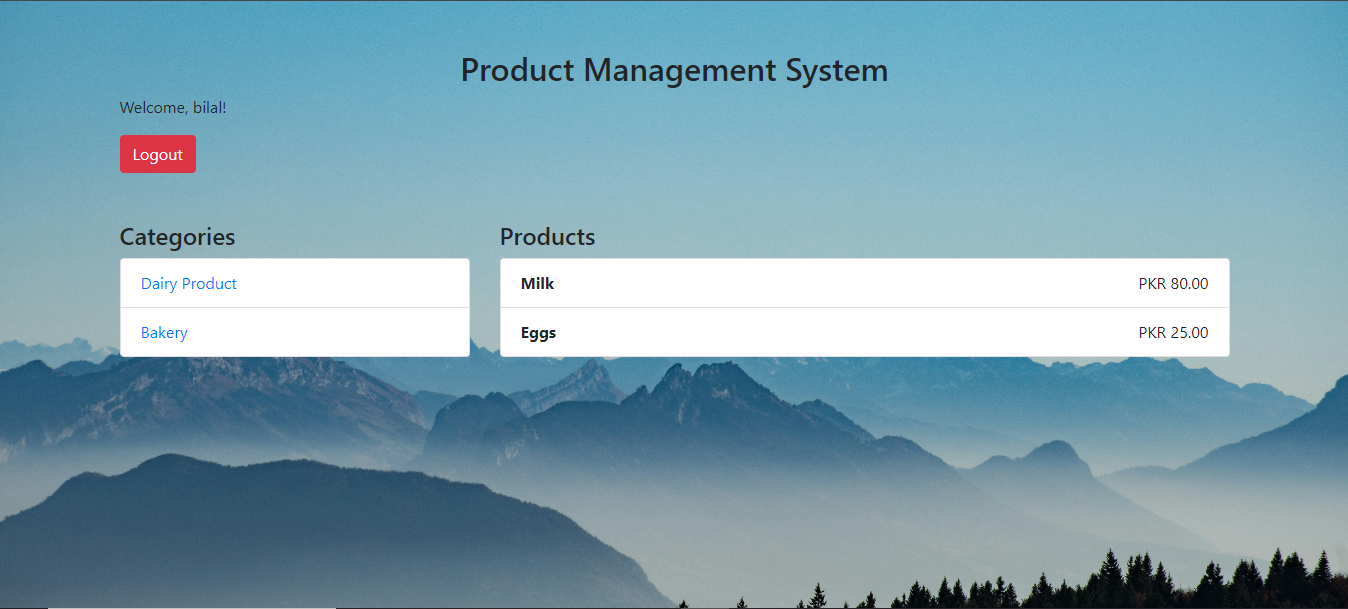 Product Management System
Welcome, bilal!
Logout
Categories
Dairy Product
Bakery
Products
Milk PKR 80.00
Eggs PKR 25.00